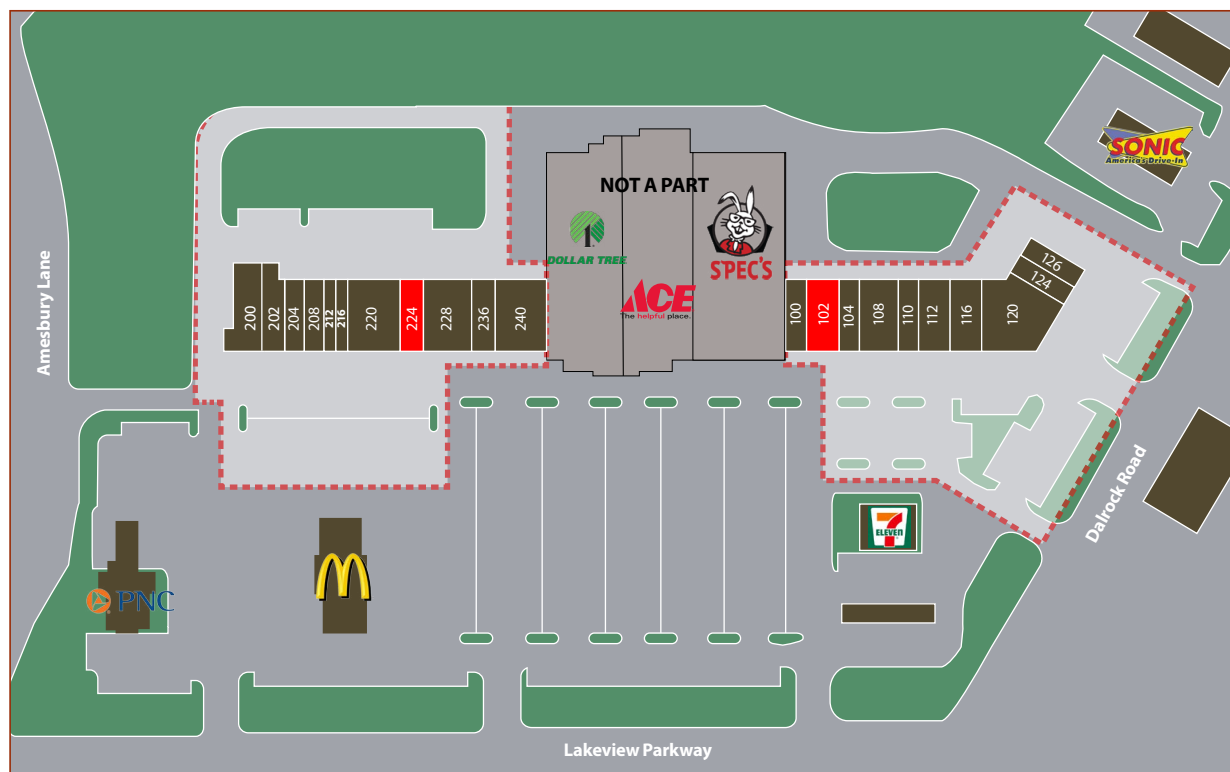 SONIC
America's Drive-In
NOT A PART
DOLLAR TREE
SPEC'S
ACE
The helpful place.
Amesbury Lane
200
202
204
208
212
216
220
224
228
236
240
100
102
104
108
110
112
116
120
124
126
Dalrock Road
7
ELEVEN
PNC
Lakeview Parkway